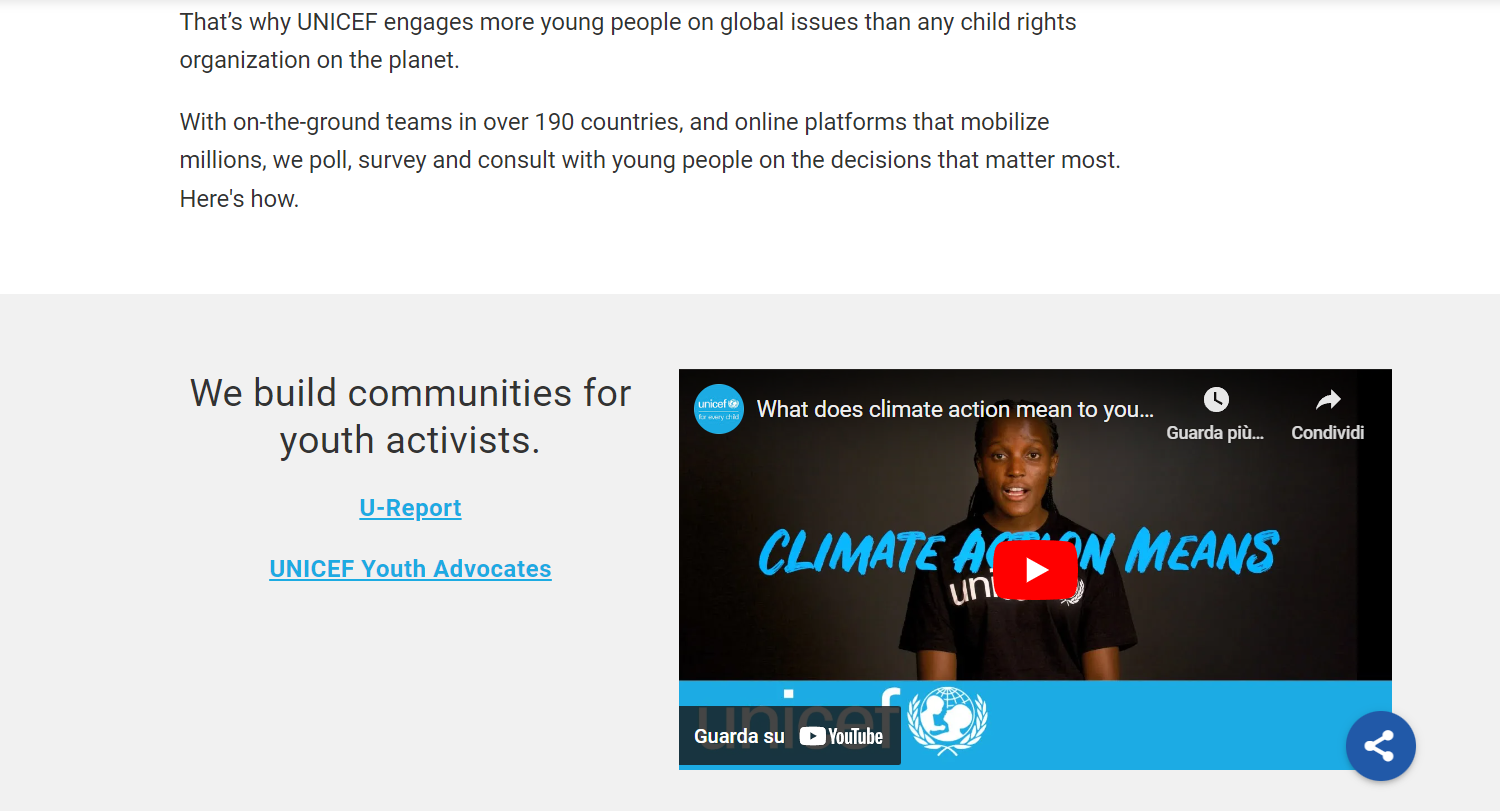 That’s why UNICEF engages more young people on global issues than any child rights
organization on the planet.
With on-the-ground teams in over 190 countries, and online platforms that mobilize
millions, we poll, survey and consult with young people on the decisions that matter most.
Here's how.
We build communities for
youth activists.
U-Report
UNICEF Youth Advocates
unicef
for every child
What does climate action mean to you...
Guarda più...
Condividi
CLIMATE ACTION MEANS
unicef
unicef
Guarda su YouTube